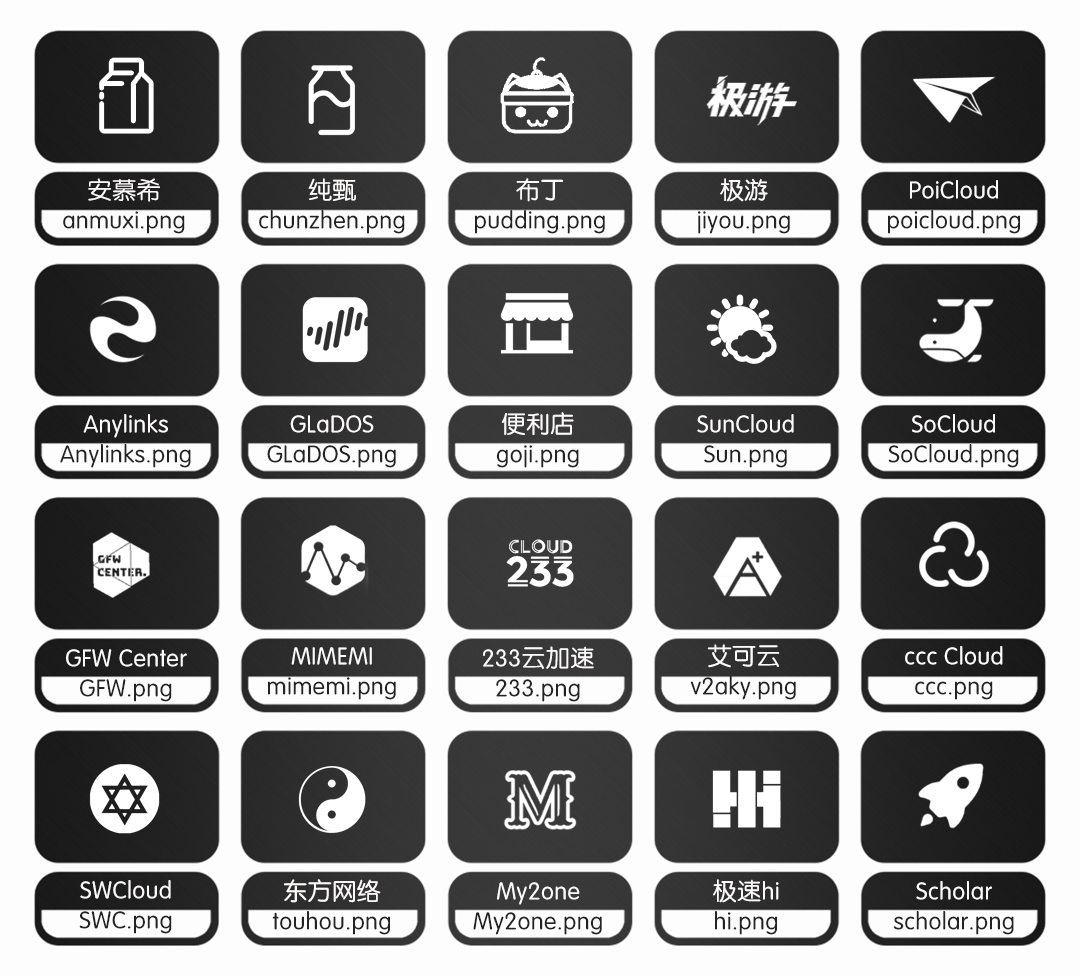 极游
安慕希
anmuxi.png
纯甄
chunzhen.png
布丁
pudding.png
极游
jiyou.png
PoiCloud
poicloud.png
Anylinks
Anylinks.png
GLaDOS
GLaDOS.png
便利店
goji.png
SunCloud
Sun.png
SoCloud
SoCloud.png
GFW
CENTER.
CLOUD
233
A+
GFW Center
GFW.png
MIMEMI
mimemi.png
233云加速
233.png
艾可云
v2aky.png
ccc Cloud
ccc.png
M
Hi
SWCloud
SWC.png
东方网络
touhou.png
My2one
My2one.png
极速hi
hi.png
Scholar
scholar.png